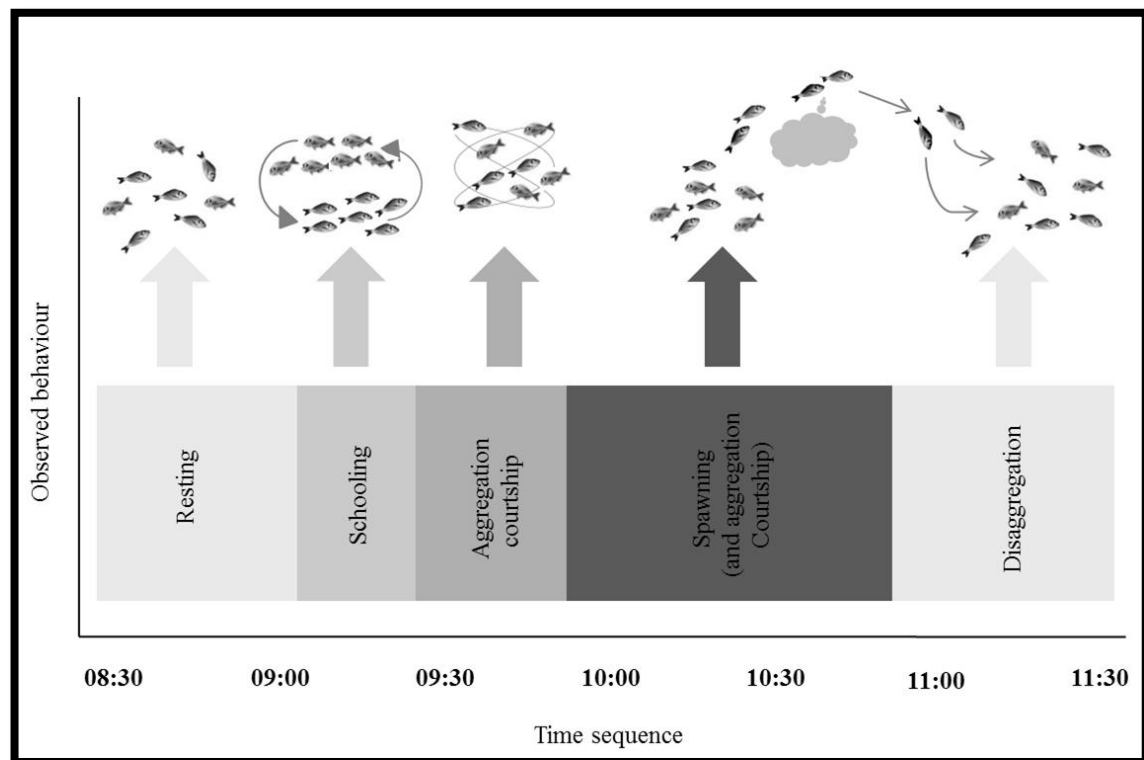 Observed behaviour
Resting
Schooling
Aggregation
courtship
Spawning
(and aggregation
Courtship)
Disaggregation
08:30 09:00 09:30 10:00 10:30 11:00 11:30
Time sequence